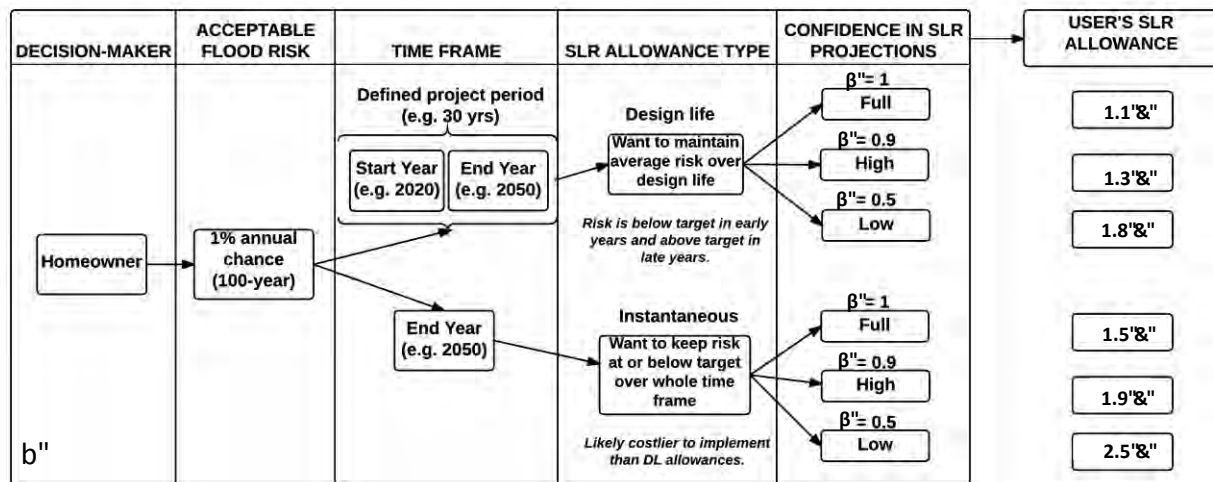 DECISION-MAKER
ACCEPTABLE
FLOOD RISK
TIME FRAME
SLR ALLOWANCE TYPE
CONFIDENCE IN SLR
PROJECTIONS
USER'S SLR
ALLOWANCE
Homeowner
1% annual
chance
(100-year)
Defined project period
(e.g. 30 yrs)
Start Year
(e.g. 2020)
End Year
(e.g. 2050)
Design life
Want to maintain
average risk over
design life
Risk is below target in early
years and above target in
late years.
β"= 1
Full
β"= 0.9
High
β"= 0.5
Low
1.1"&"
1.3"&"
1.8"&"
End Year
(e.g. 2050)
Instantaneous
Want to keep risk
at or below target
over whole time
frame
Likely costlier to implement
than DL allowances.
β"= 1
Full
β"= 0.9
High
β"= 0.5
Low
1.5"&"
1.9"&"
2.5"&"
b"